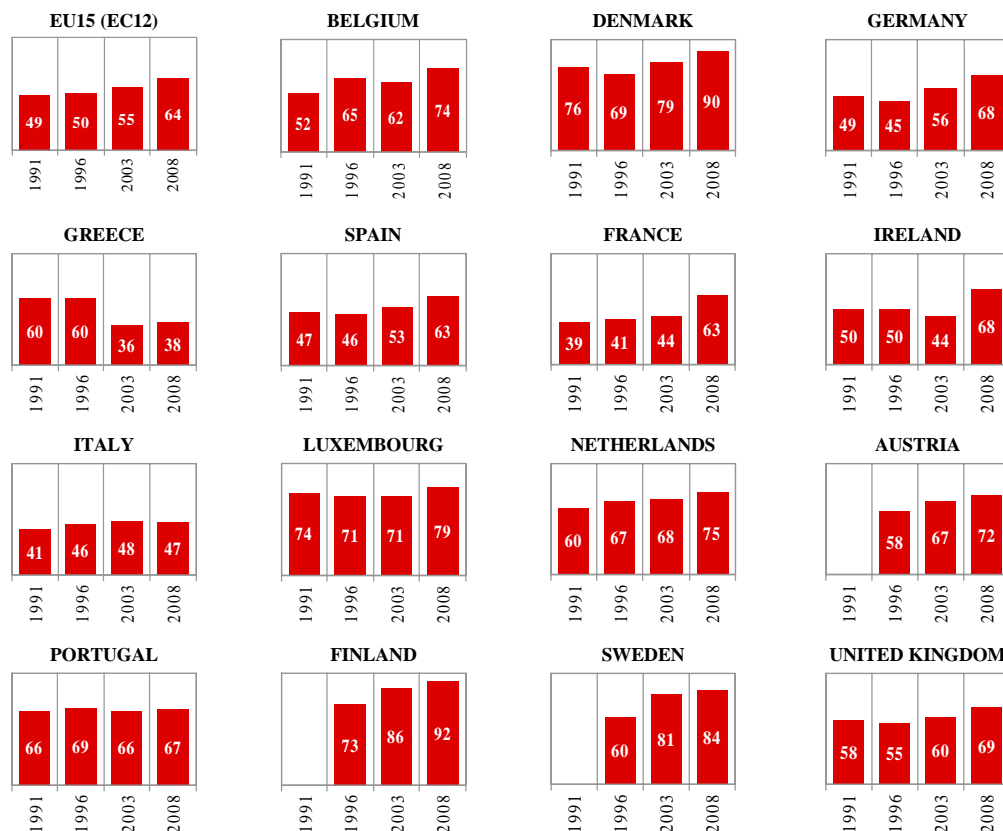 EU15 (EC12)
49 50 55 64
1991 1996 2003 2008
BELGIUM
52 65 62 74
1991 1996 2003 2008
DENMARK
76 69 79 90
1991 1996 2003 2008
GERMANY
49 45 56 68
1991 1996 2003 2008
GREECE
60 60 36 38
1991 1996 2003 2008
SPAIN
47 46 53 63
1991 1996 2003 2008
FRANCE
39 41 44 63
1991 1996 2003 2008
IRELAND
50 50 44 68
1991 1996 2003 2008
ITALY
41 46 48 47
1991 1996 2003 2008
LUXEMBOURG
74 71 71 79
1991 1996 2003 2008
NETHERLANDS
60 67 68 75
1991 1996 2003 2008
AUSTRIA
58 67 72
1991 1996 2003 2008
PORTUGAL
66 69 66 67
1991 1996 2003 2008
FINLAND
73 86 92
1991 1996 2003 2008
SWEDEN
60 81 84
1991 1996 2003 2008
UNITED KINGDOM
58 55 60 69
1991 1996 2003 2008